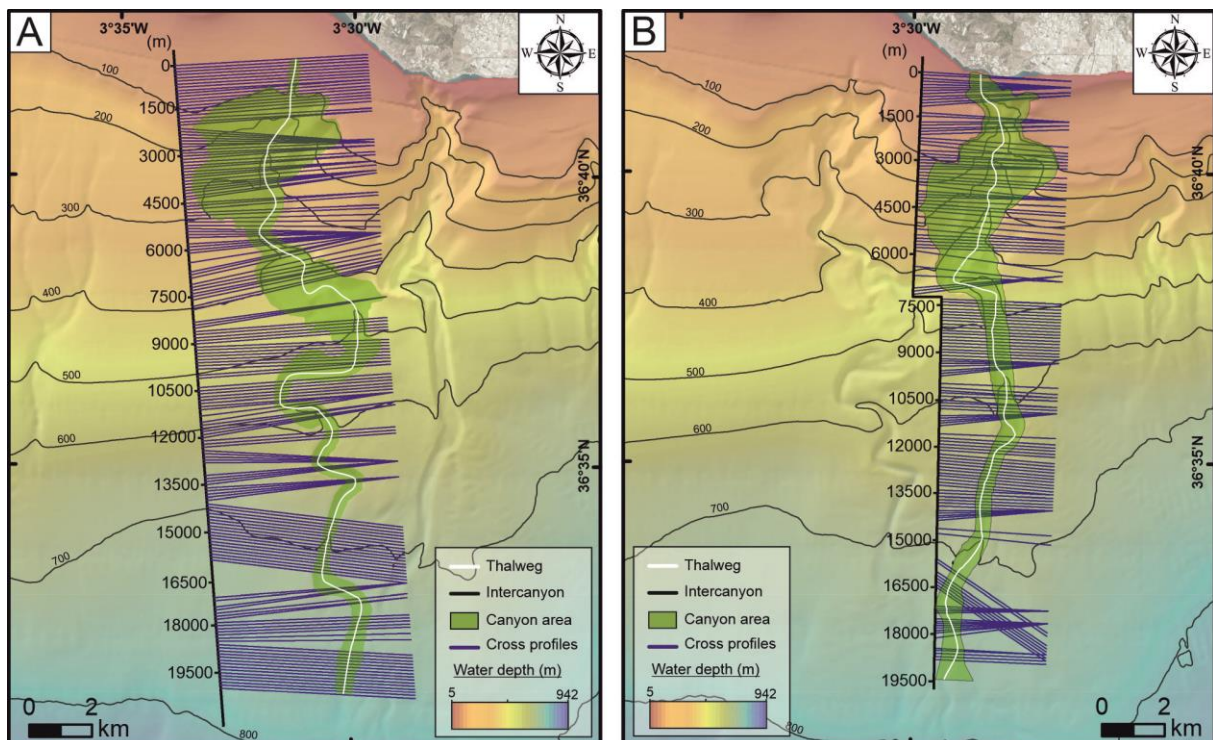 A
3°35'W
3°30'W
N
W E
S
(m)
0
1500
3000
4500
6000
7500
9000
10500
12000
13500
15000
16500
18000
19500
100
200
300
400
500
600
700
800
36°40'N
36°35'N
Thalweg
Intercanyon
Canyon area
Cross profiles
Water depth (m)
5 942
0 2
km
B
3°30'W
N
W E
S
(m)
0
1500
3000
4500
6000
7500
9000
10500
12000
13500
15000
16500
18000
19500
100
200
300
400
500
600
700
800
36°40'N
36°35'N
Thalweg
Intercanyon
Canyon area
Cross profiles
Water depth (m)
5 942
0 2
km